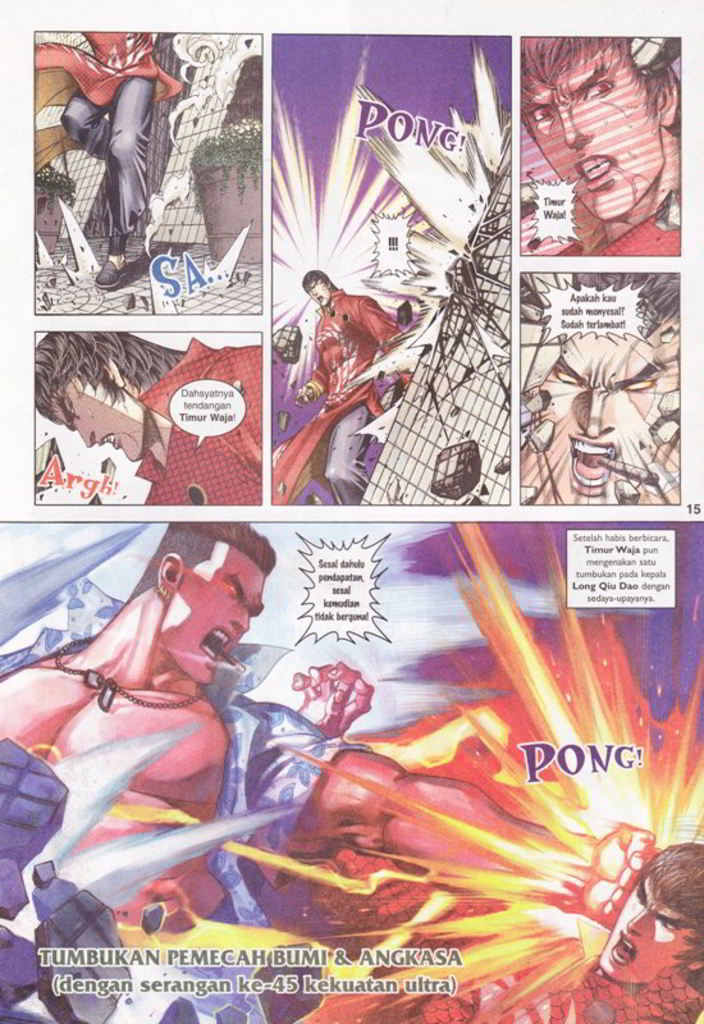 SA...
Dahsyatnya
tendangan
Timur Waja!
Argh!
PONG!
!!!
Timur
Waja!
Apakah kau
sudah menyesal?
Sudah terlambat!
15
Sesal dahulu
pendapatan,
sesal
kemudian
tidak berguna!
Setelah habis berbicara,
Timur Waja pun
mengenakan satu
tumbukan pada kepala
Long Qiu Dao dengan
sedaya-upayanya.
PONG!
TUMBUKAN PEMECAH BUMI & ANGKASA
(dengan serangan ke-45 kekuatan ultra)